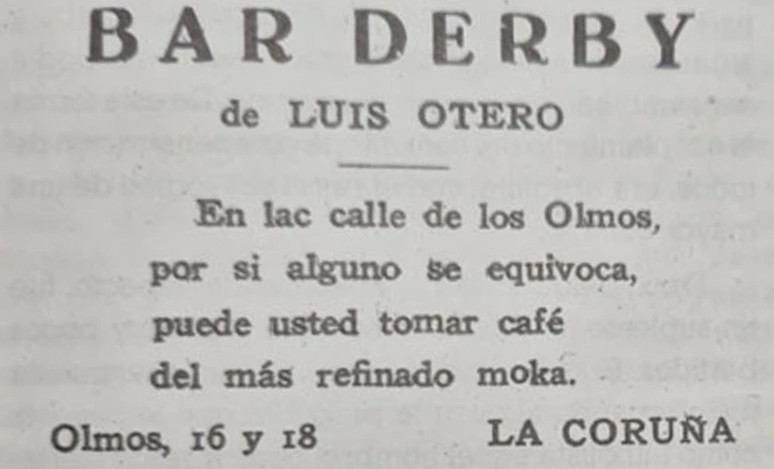 BAR DERBY
de LUIS OTERO
En lac calle de los Olmos,
por si alguno se equivoca,
puede usted tomar café
del más refinado moka.
Olmos, 16 y 18 LA CORUÑA